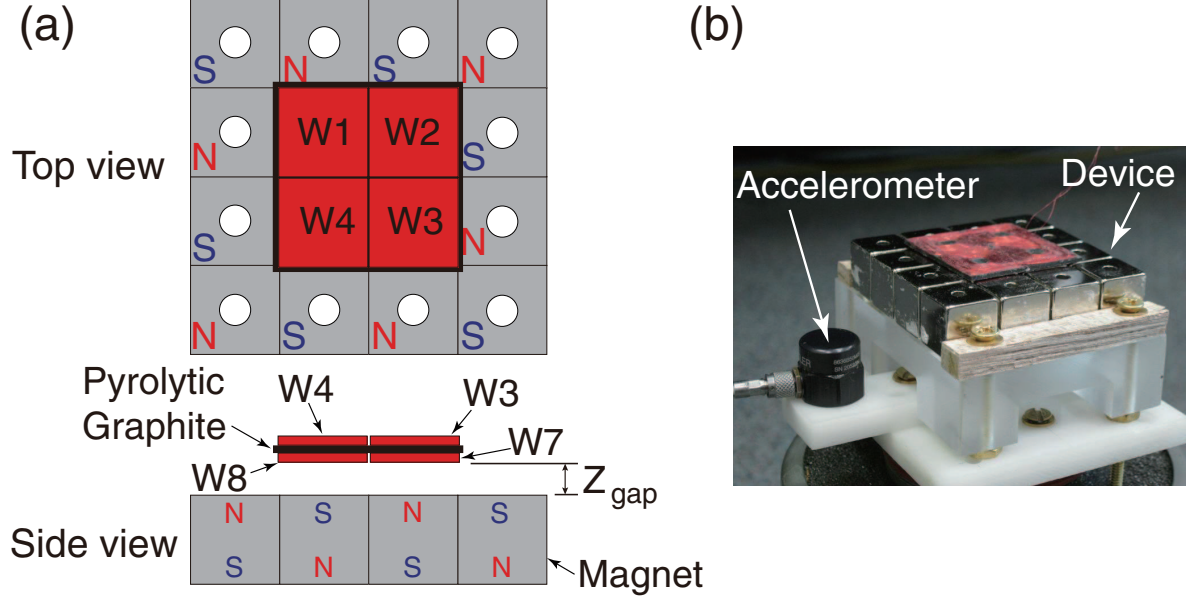 (a)
(b)
S N S N
W1 W2
N S
Top view
W4 W3
S N
N S N S
Pyrolytic
Graphite
W4
W3
W7
W8
Z gap
N S N S
Side view
S N S N
Magnet
Accelerometer
Device